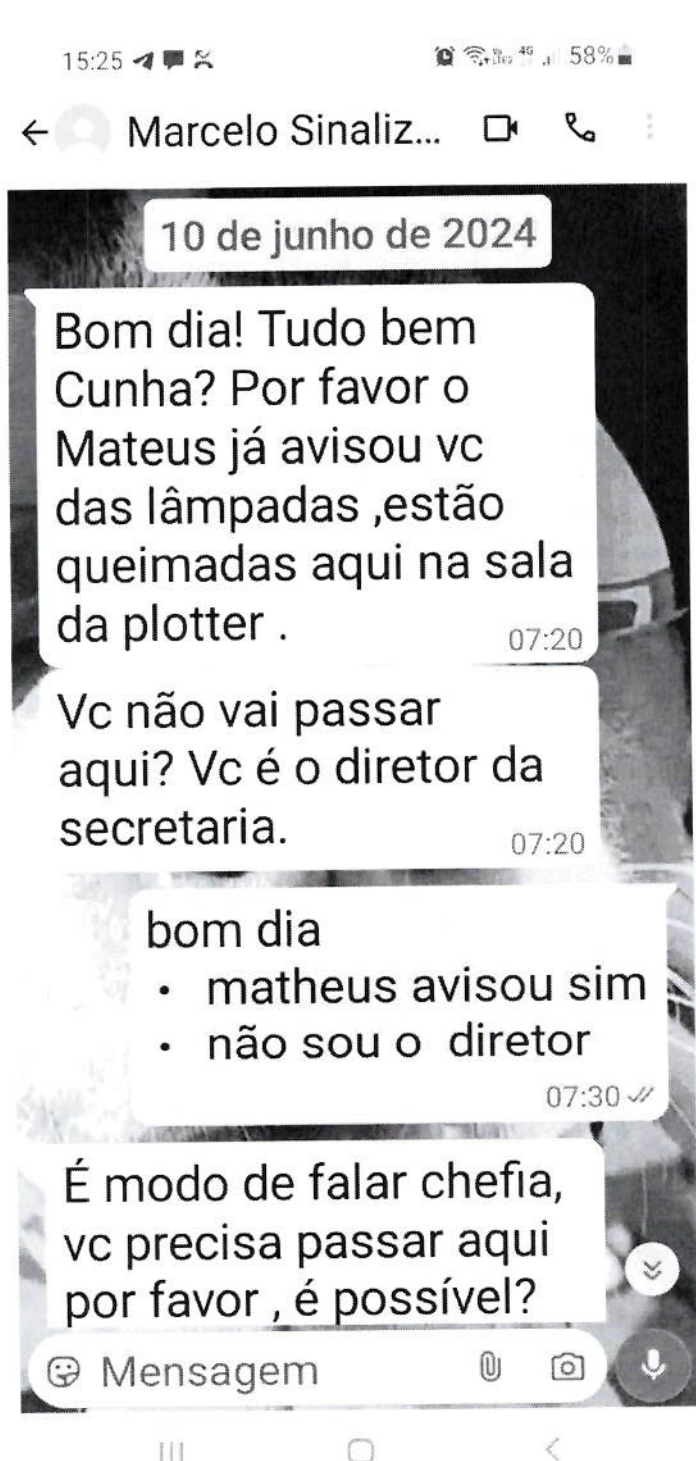 15:25 4G 58%
Marcelo Sinaliz...
10 de junho de 2024
Bom dia! Tudo bem
Cunha? Por favor o
Mateus já avisou vc
das lâmpadas ,estão
queimadas aqui na sala
da plotter .
07:20
Vc não vai passar
aqui? Vc é o diretor da
secretaria.
07:20
bom dia
• matheus avisou sim
• não sou o diretor
07:30
É modo de falar chefia,
vc precisa passar aqui
por favor , é possível?
Mensagem